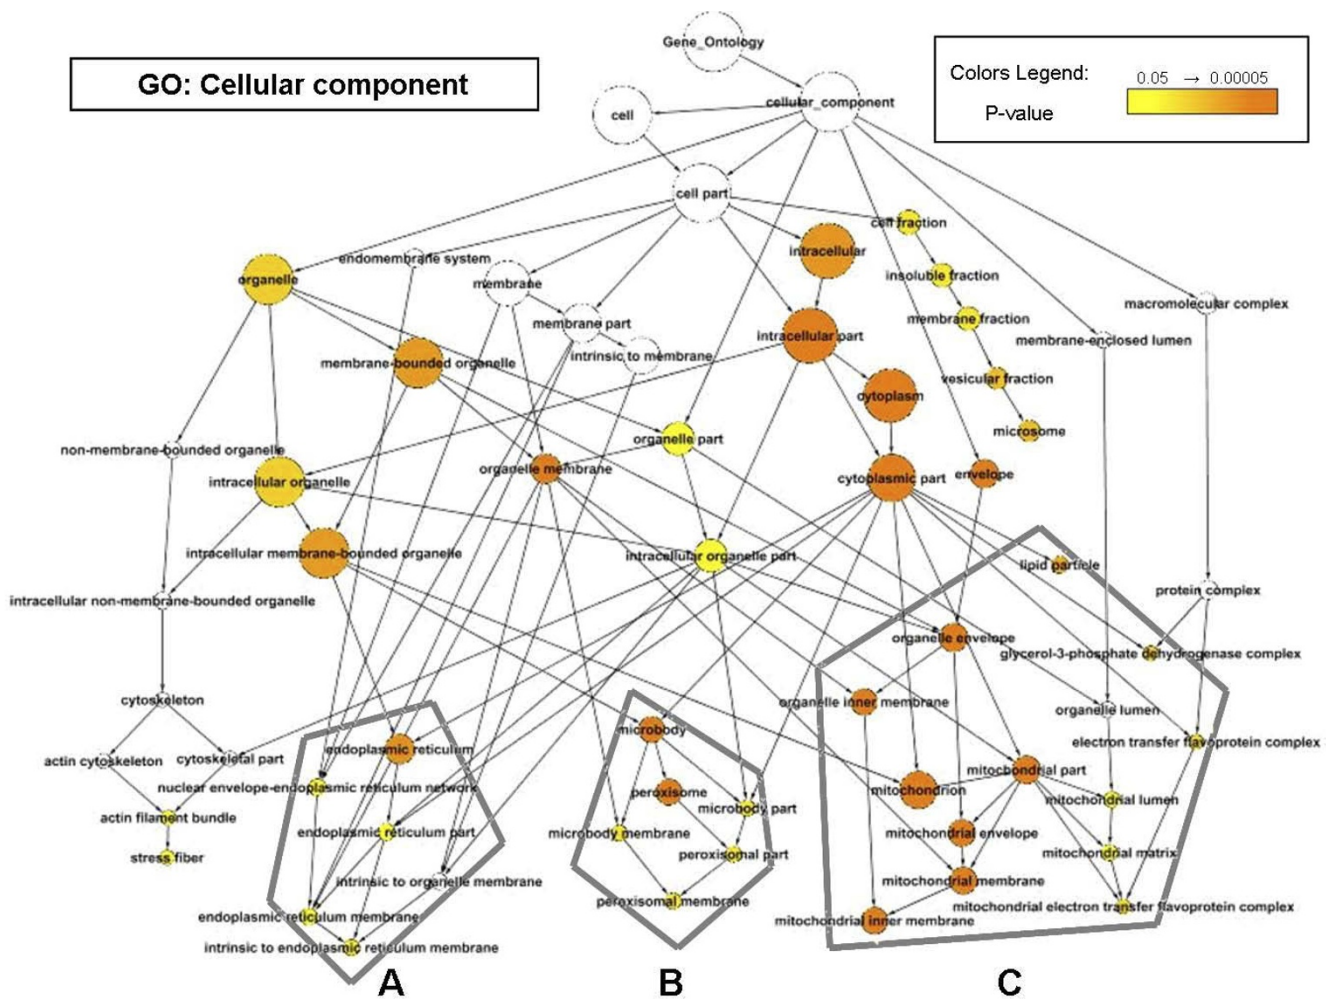 Gene_Ontology
GO: Cellular component
Colors Legend:
0.05 → 0.00005
P-value
cellular_component
cell
cell part
cell fraction
intracellular
endomembrane system
organelle
membrane
insoluble fraction
macromolecular complex
membrane part
membrane fraction
intracellular part
membrane-enclosed lumen
intrinsic to membrane
membrane-bounded organelle
vesicular fraction
cytoplasm
microsome
organelle part
non-membrane-bounded organelle
organelle membrane
envelope
cytoplasmic part
intracellular organelle
intracellular membrane-bounded organelle
intracellular organelle part
lipid particle
protein complex
intracellular non-membrane-bounded organelle
organelle envelope
glycerol-3-phosphate dehydrogenase complex
cytoskeleton
organelle inner membrane
organelle lumen
microbody
electron transfer flavoprotein complex
endoplasmic reticulum
actin cytoskeleton
cytoskeletal part
mitochondrial part
nuclear envelope-endoplasmic reticulum network
peroxisome
mitochondrion
mitochondrial lumen
microbody part
actin filament bundle
endoplasmic reticulum part
microbody membrane
mitochondrial envelope
stress fiber
peroxisomal part
mitochondrial matrix
intrinsic to organelle membrane
mitochondrial membrane
peroxisomal membrane
mitochondrial electron transfer flavoprotein complex
endoplasmic reticulum membrane
mitochondrial inner membrane
intrinsic to endoplasmic reticulum membrane
A
B
C